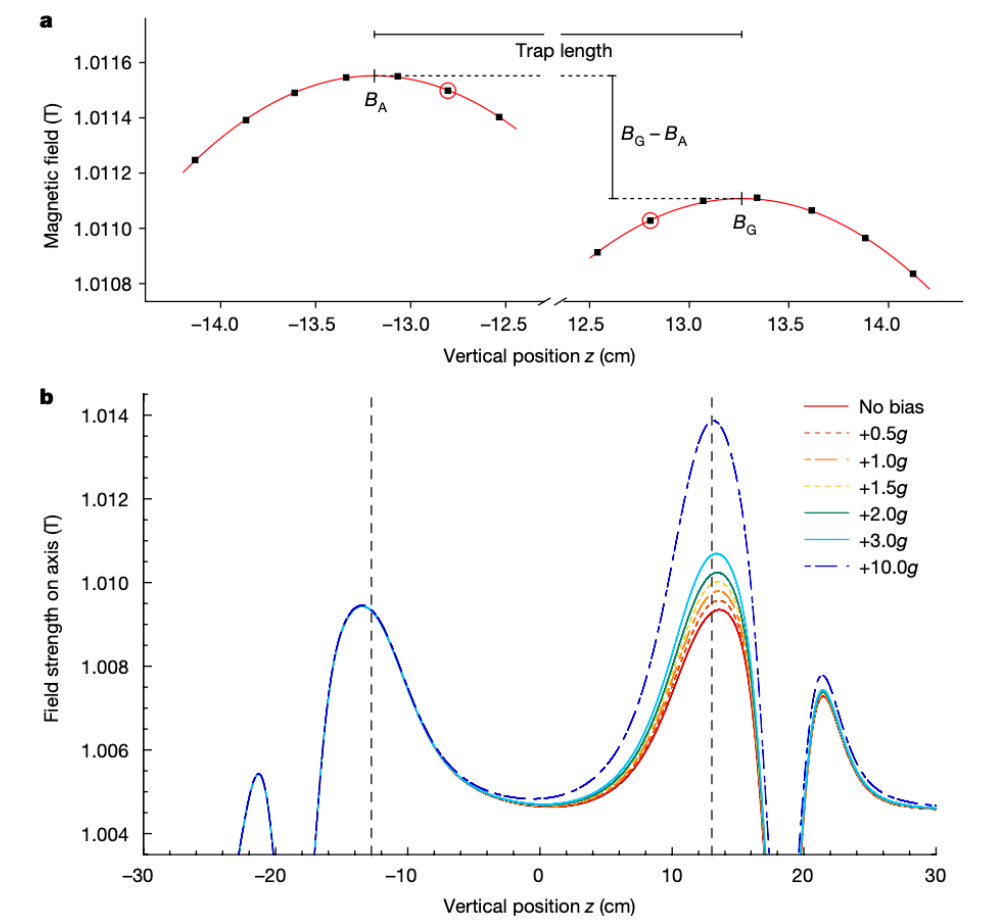 a
Trap length
1.0116
1.0114
1.0112
1.0110
1.0108
Magnetic field (T)
B_A
B_G – B_A
B_G
–14.0 –13.5 –13.0 –12.5 12.5 13.0 13.5 14.0
Vertical position z (cm)
b
1.014
1.012
1.010
1.008
1.006
1.004
Field strength on axis (T)
No bias
+0.5g
+1.0g
+1.5g
+2.0g
+3.0g
+10.0g
–30 –20 –10 0 10 20 30
Vertical position z (cm)